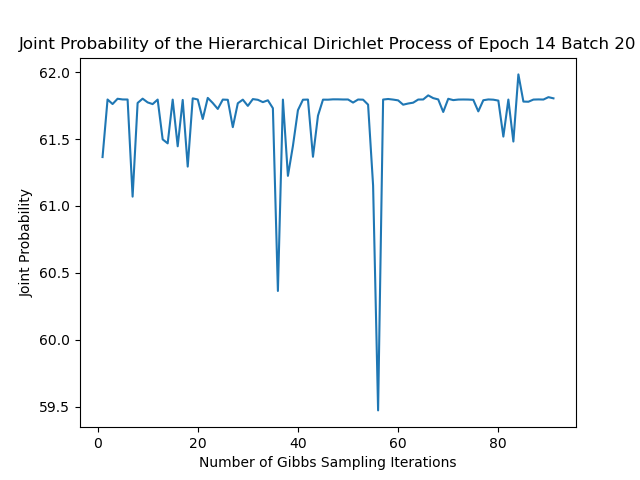 Joint Probability of the Hierarchical Dirichlet Process of Epoch 14 Batch 20
62.0
61.5
61.0
60.5
60.0
59.5
Joint Probability
0 20 40 60 80
Number of Gibbs Sampling Iterations